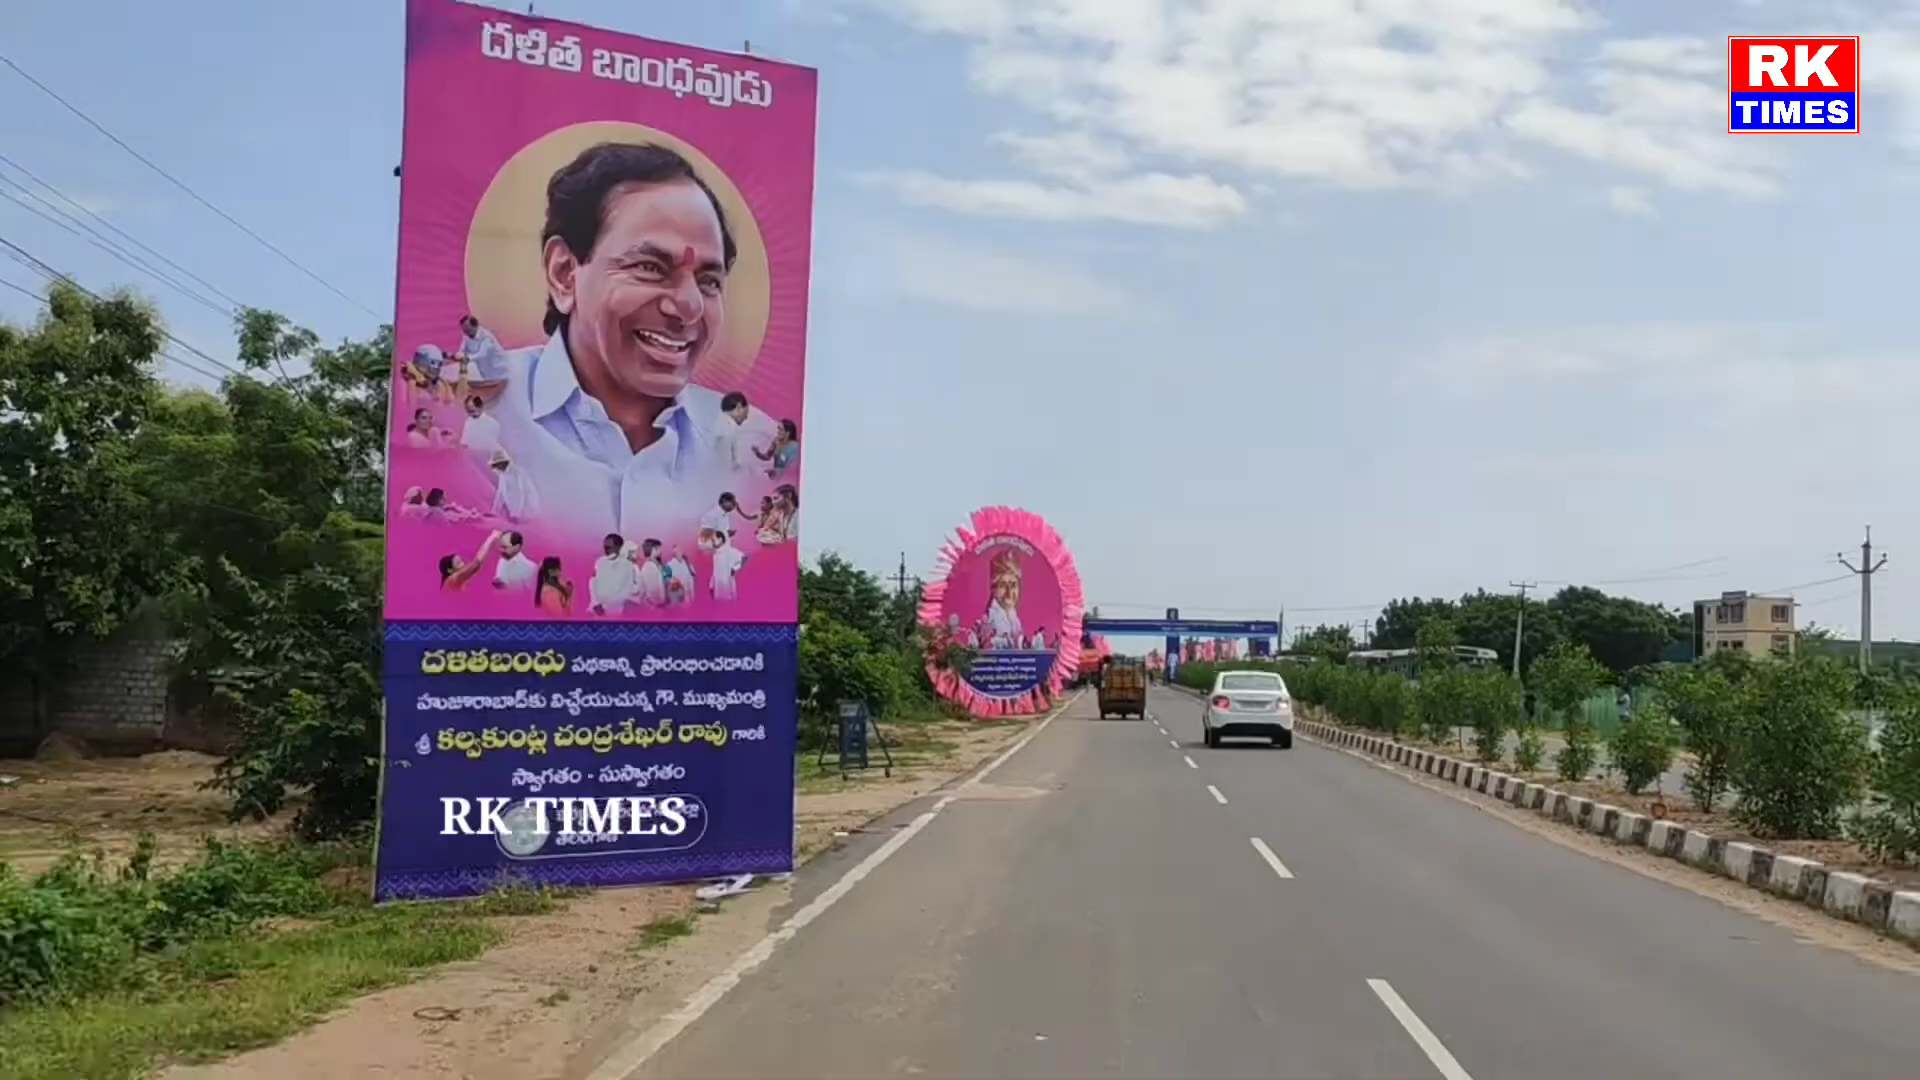 దళిత బాంధవుడు
RK
TIMES
దళితబంధు పథకాన్ని ప్రారంభించడానికి
హుజూరాబాద్‌కు విచ్చేయుచున్న గౌ. ముఖ్యమంత్రి
శ్రీ కల్వకుంట్ల చంద్రశేఖర్ రావు గారికి
స్వాగతం - సుస్వాగతం
RK TIMES
తెలంగాణ